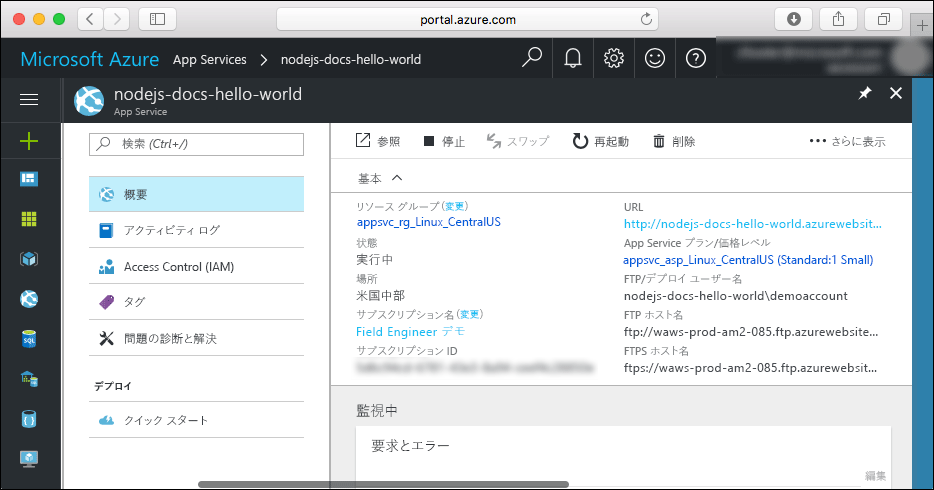 portal.azure.com
Microsoft Azure App Services > nodejs-docs-hello-world
nodejs-docs-hello-world
App Service
検索 (Ctrl+/)
概要
アクティビティ ログ
Access Control (IAM)
タグ
問題の診断と解決
デプロイ
クイック スタート
参照 停止 スワップ 再起動 削除 ••• さらに表示
基本
リソース グループ (変更)
appsvc_rg_Linux_CentralUS
状態
実行中
場所
米国中部
サブスクリプション名 (変更)
Field Engineer デモ
サブスクリプション ID
URL
http://nodejs-docs-hello-world.azurewebsit...
App Service プラン/価格レベル
appsvc_asp_Linux_CentralUS (Standard:1 Small)
FTP/デプロイ ユーザー名
nodejs-docs-hello-world\demoaccount
FTP ホスト名
ftp://waws-prod-am2-085.ftp.azurewebsite...
FTPS ホスト名
ftps://waws-prod-am2-085.ftp.azurewebsit...
監視中
要求とエラー
編集